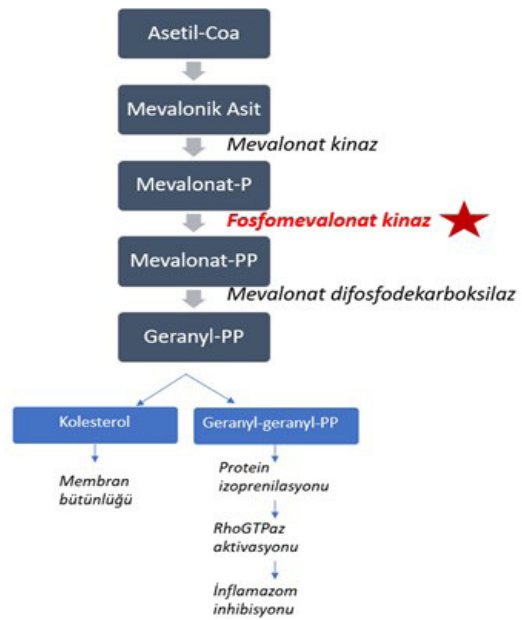 Asetil-Coa
Mevalonik Asit
Mevalonat kinaz
Mevalonat-P
Fosfomevalonat kinaz
Mevalonat-PP
Mevalonat difosfodekarboksilaz
Geranyl-PP
Kolesterol
Geranyl-geranyl-PP
Membran
bütünlüğü
Protein
izoprenilasyonu
RhoGTPaz
aktivasyonu
İnflamazom
inhibisyonu